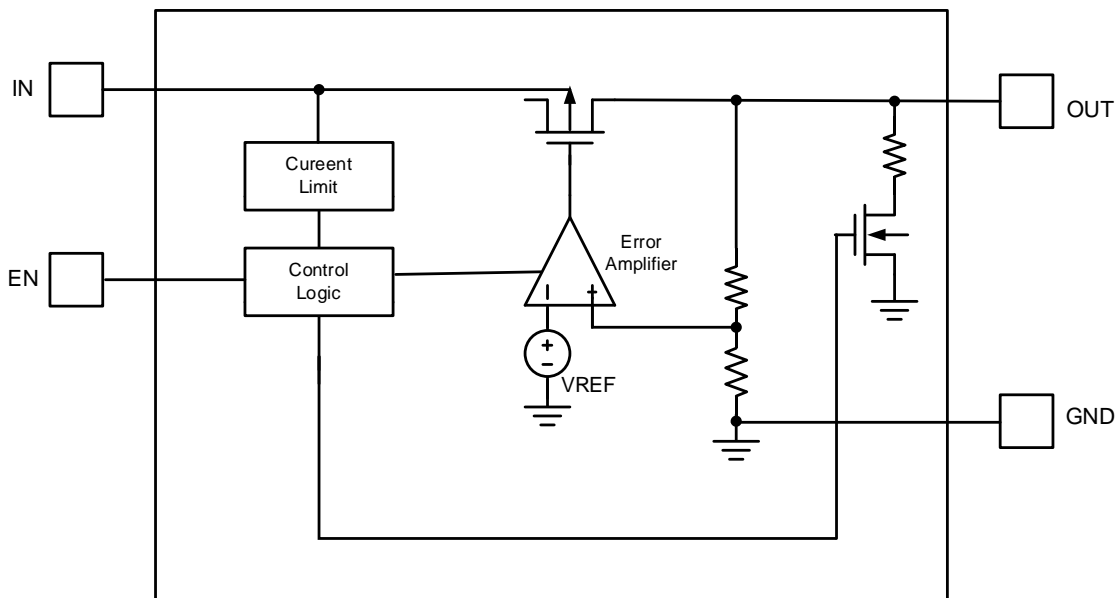 IN
OUT
Cureent
Limit
EN
Control
Logic
Error
Amplifier
− +
+
−
VREF
GND